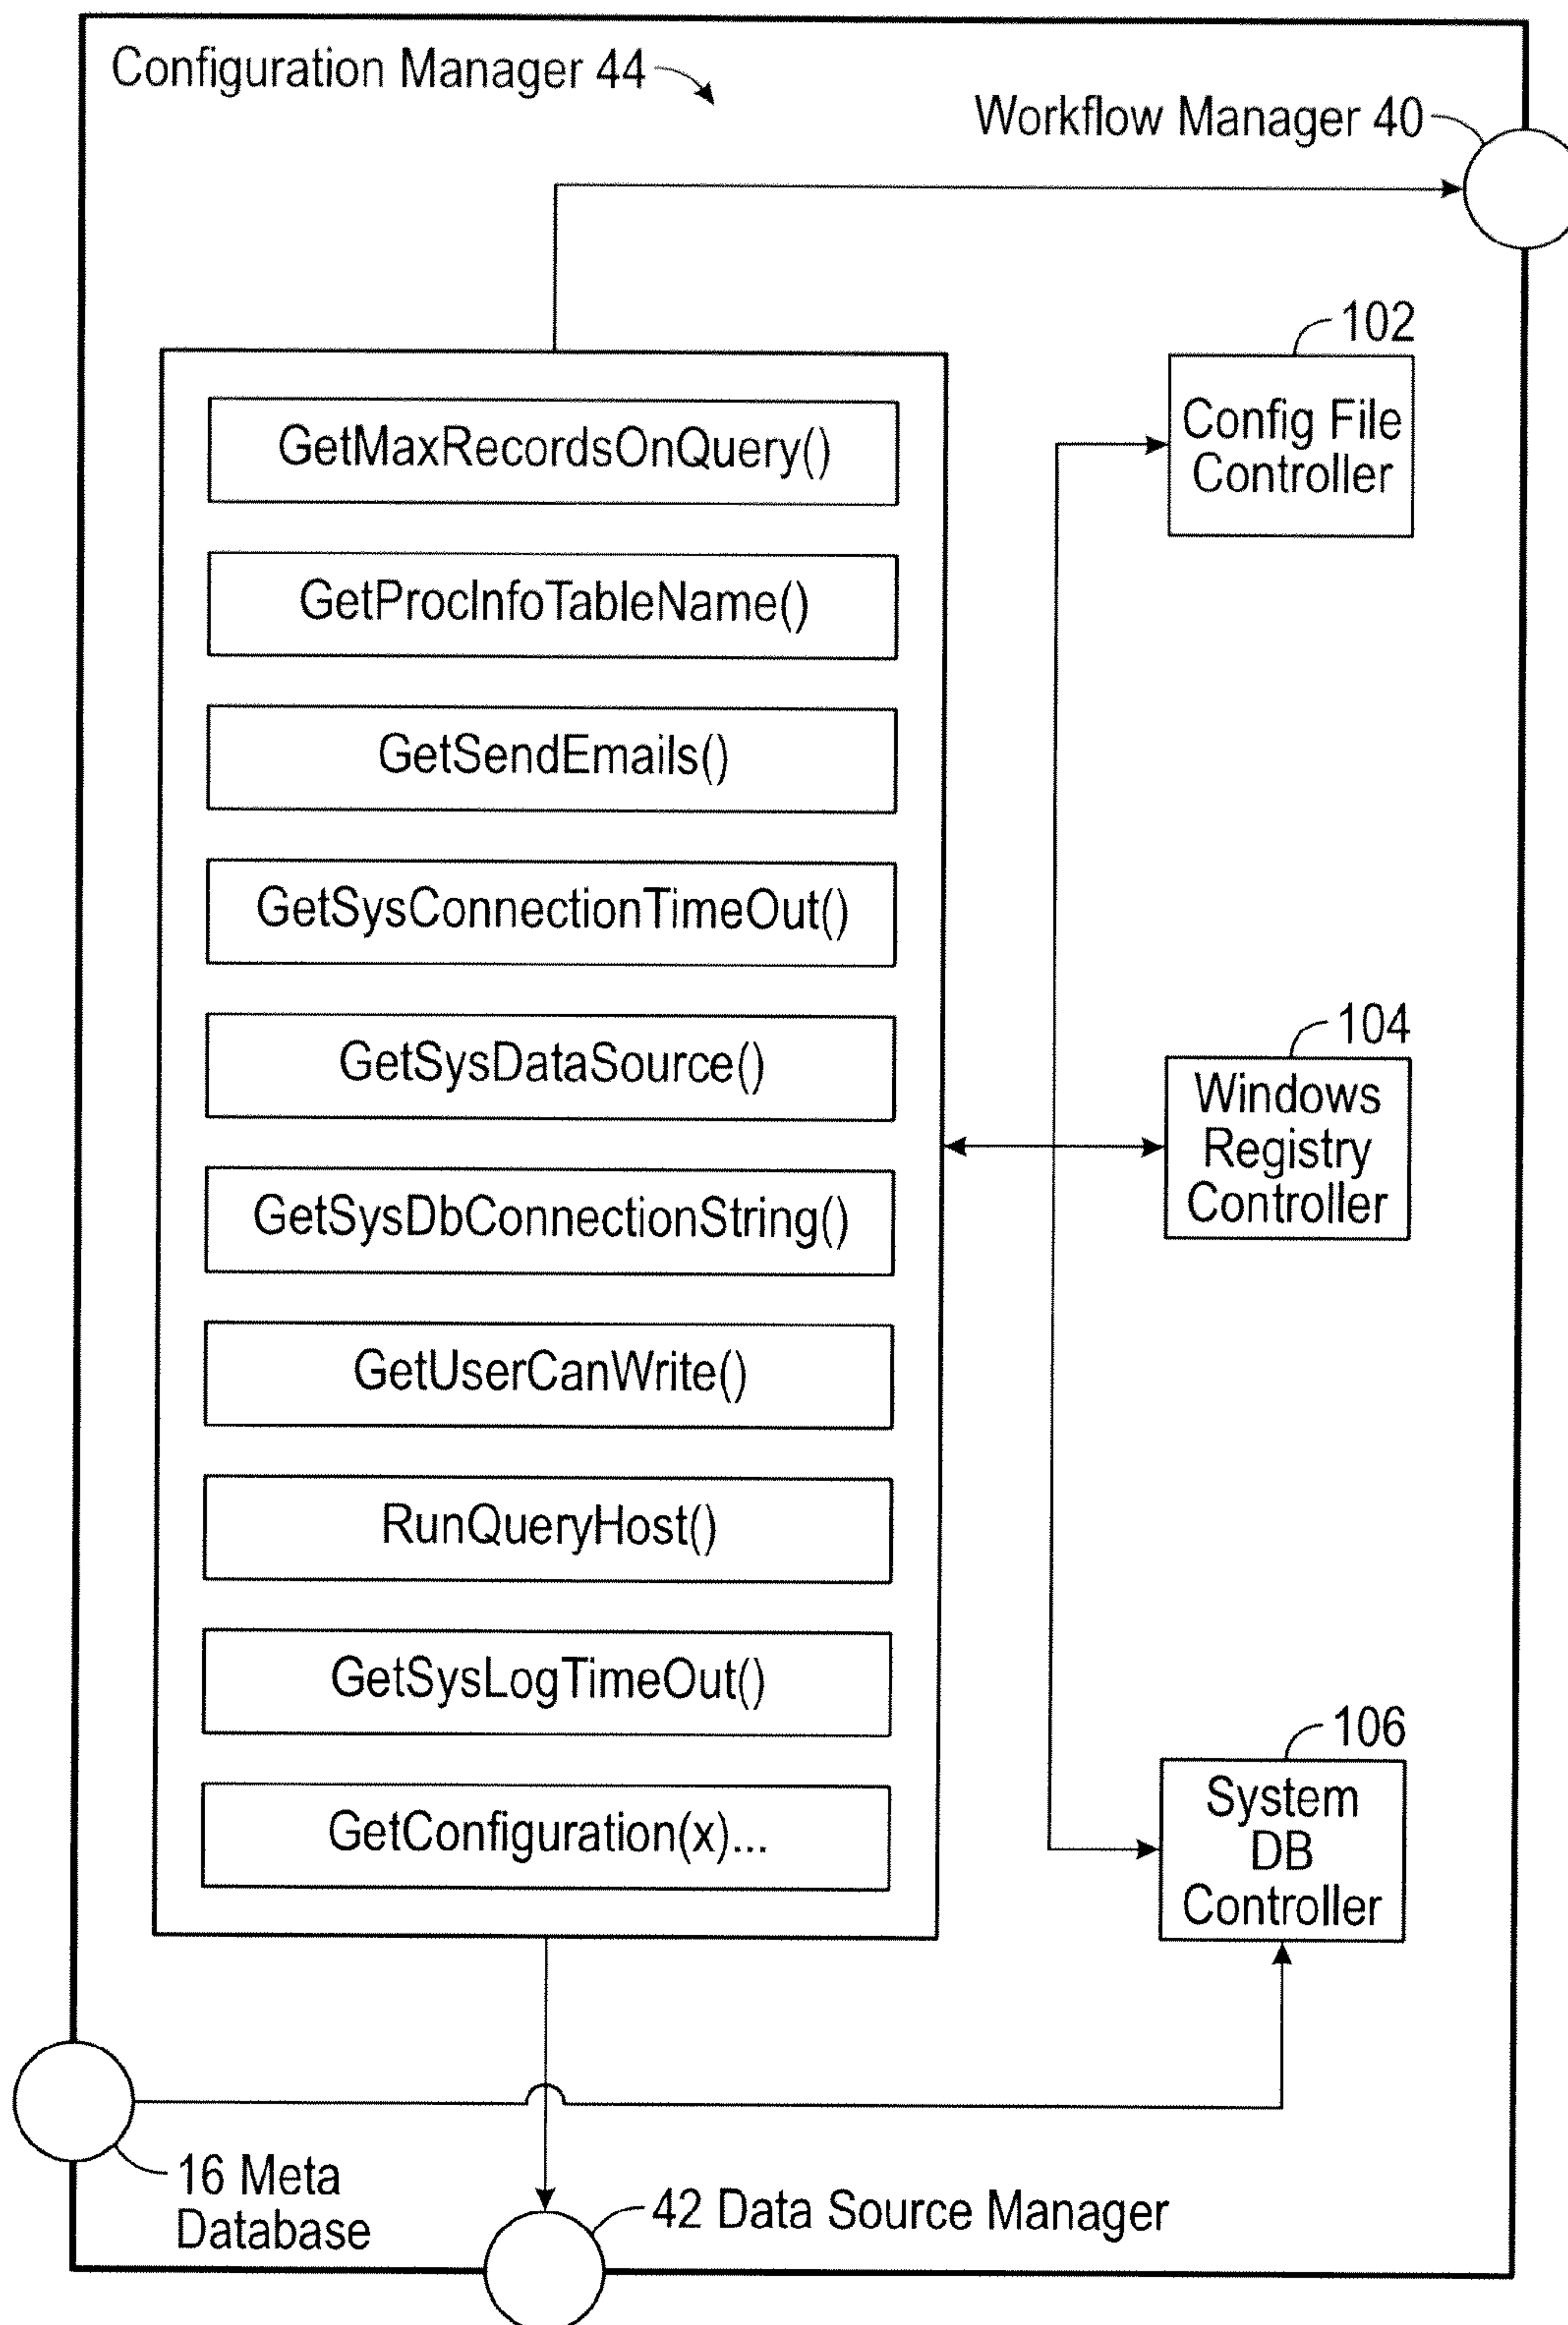 Configuration Manager 44
Workflow Manager 40
GetMaxRecordsOnQuery()
GetProcInfoTableName()
GetSendEmails()
GetSysConnectionTimeOut()
GetSysDataSource()
GetSysDbConnectionString()
GetUserCanWrite()
RunQueryHost()
GetSysLogTimeOut()
GetConfiguration(x)...
102
Config File
Controller
104
Windows
Registry
Controller
106
System
DB
Controller
16 Meta
Database
42 Data Source Manager